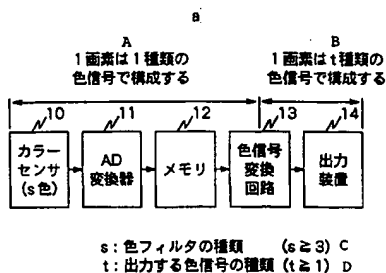 a
A
B
1画素は1種類の
色信号で構成する
1画素はt種類の
色信号で構成する
10
11
12
13
14
カラー
センサ
(s色)
AD
変換器
メモリ
色信号
変換
回路
出力
装置
s:色フィルタの種類 (s≧3) C
t:出力する色信号の種類 (t≧1) D